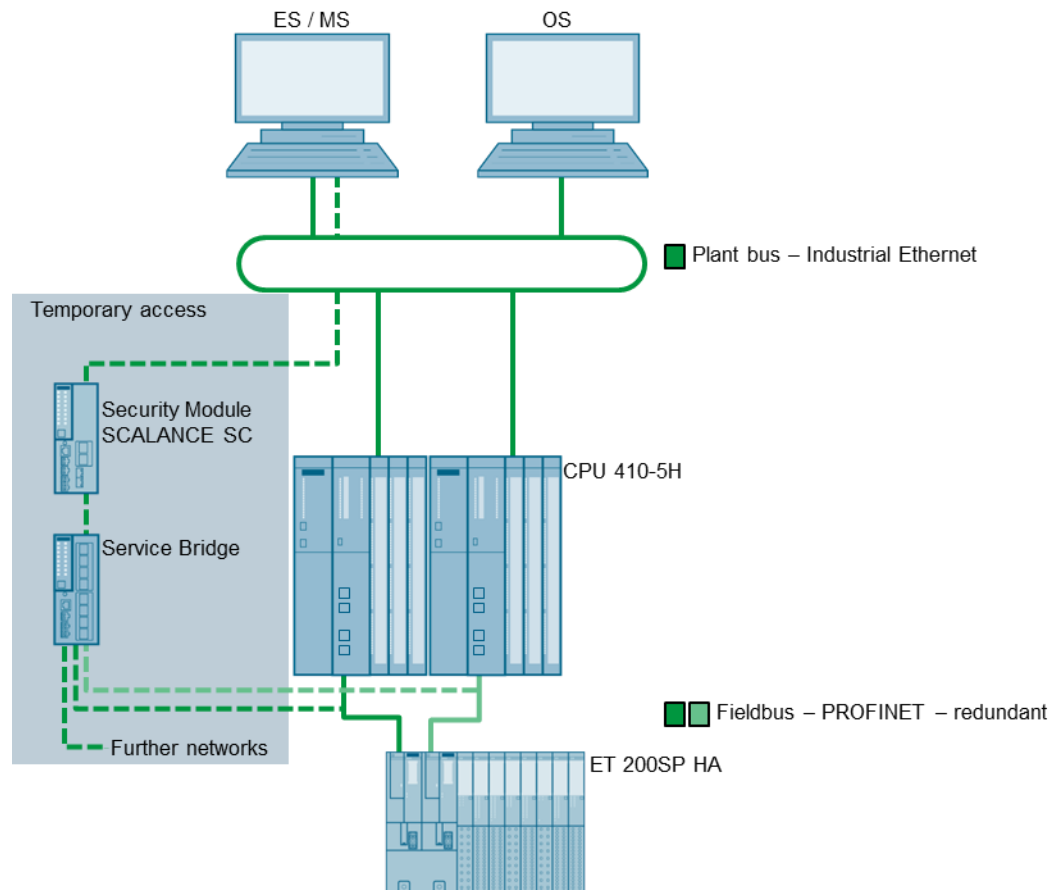 ES / MS
OS
Plant bus – Industrial Ethernet
Temporary access
Security Module
SCALANCE SC
CPU 410-5H
Service Bridge
Fieldbus – PROFINET – redundant
Further networks
ET 200SP HA